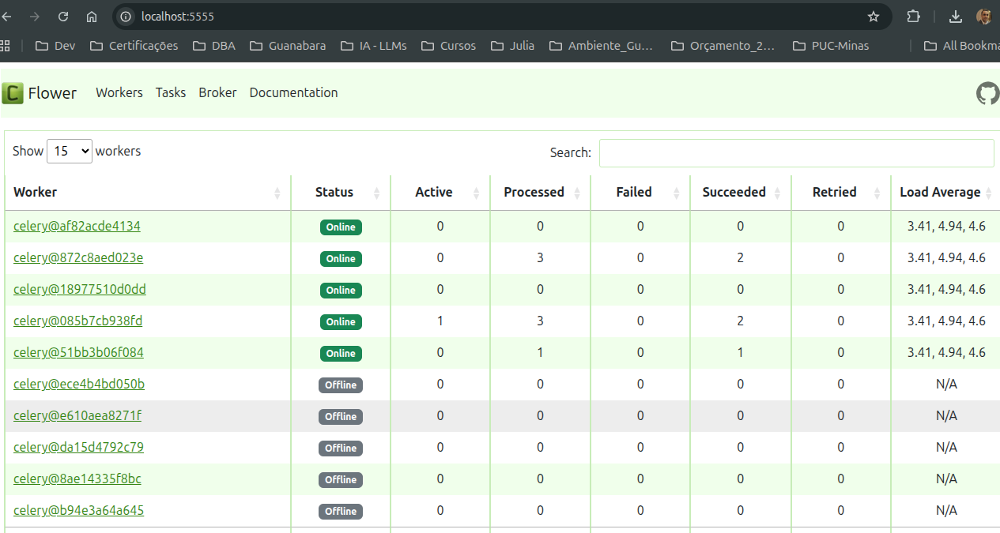 localhost:5555
Dev Certificações DBA Guanabara IA - LLMs Cursos Julia Ambiente_Gu... Orçamento_2... PUC-Minas All Bookma
Flower Workers Tasks Broker Documentation
Show 15 workers Search:
Worker Status Active Processed Failed Succeeded Retried Load Average
celery@af82acde4134 Online 0 0 0 0 0 3.41, 4.94, 4.6
celery@872c8aed023e Online 0 3 0 2 0 3.41, 4.94, 4.6
celery@18977510d0dd Online 0 0 0 0 0 3.41, 4.94, 4.6
celery@085b7cb938fd Online 1 3 0 2 0 3.41, 4.94, 4.6
celery@51bb3b06f084 Online 0 1 0 1 0 3.41, 4.94, 4.6
celery@ece4b4bd050b Offline 0 0 0 0 0 N/A
celery@e610aea8271f Offline 0 0 0 0 0 N/A
celery@da15d4792c79 Offline 0 0 0 0 0 N/A
celery@8ae14335f8bc Offline 0 0 0 0 0 N/A
celery@b94e3a64a645 Offline 0 0 0 0 0 N/A